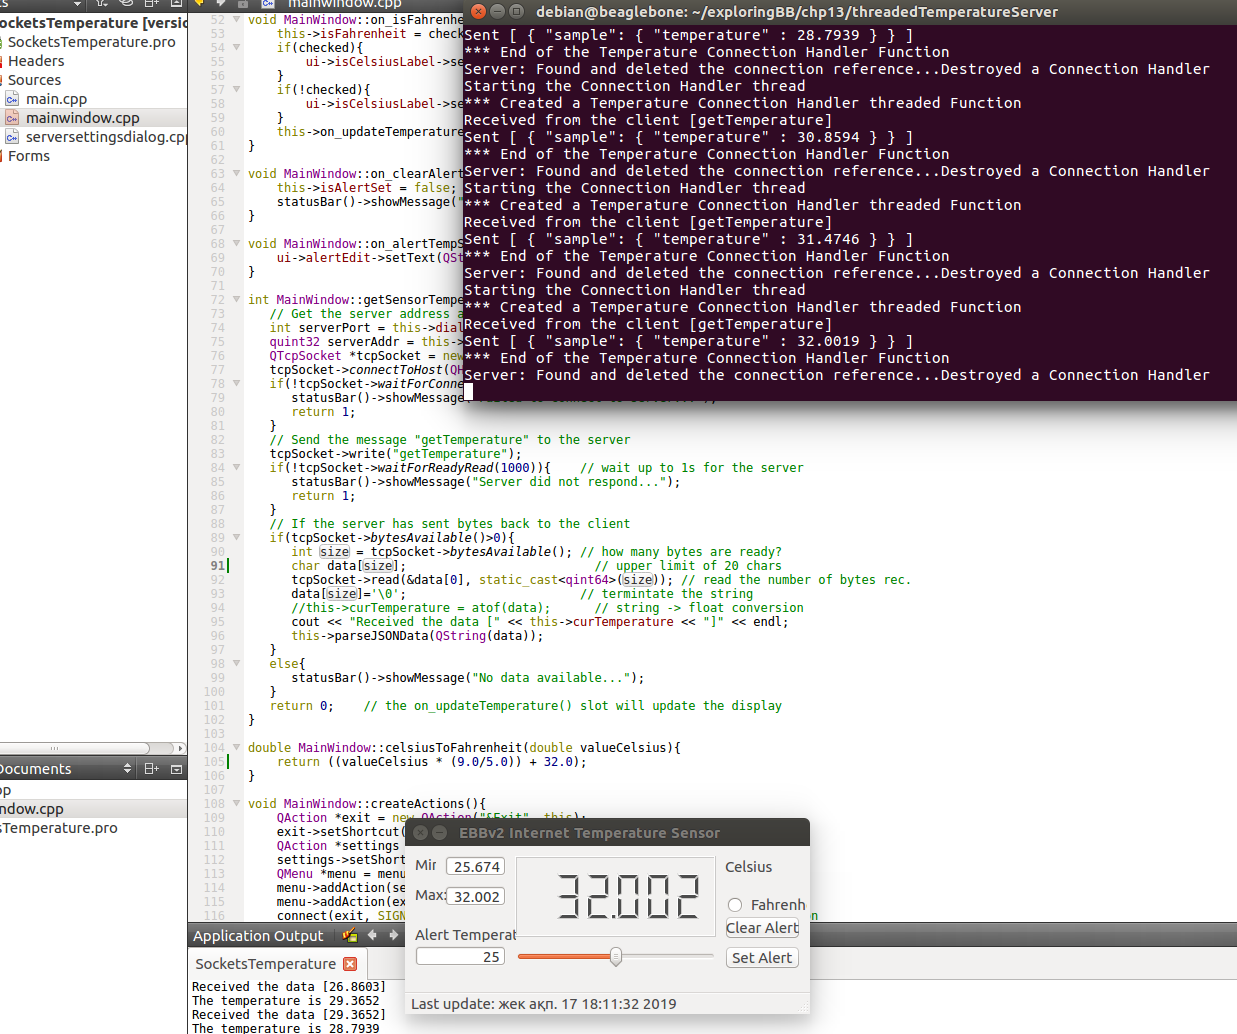 mainwindow.cpp
SocketsTemperature [versio
SocketsTemperature.pro
Headers
Sources
main.cpp
mainwindow.cpp
serversettingsdialog.cpp
Forms
Documents
pp
window.cpp
sTemperature.pro
52 void MainWindow::on_isFahrenhe
53 this->isFahrenheit = check
54 if(checked){
55 ui->isCelsiusLabel->se
56 }
57 if(!checked){
58 ui->isCelsiusLabel->se
59 }
60 this->on_updateTemperature
61 }
62
63 void MainWindow::on_clearAlert
64 this->isAlertSet = false;
65 statusBar()->showMessage("
66 }
67
68 void MainWindow::on_alertTempS
69 ui->alertEdit->setText(QSt
70 }
71
72 int MainWindow::getSensorTempe
73 // Get the server address a
74 int serverPort = this->dial
75 quint32 serverAddr = this->
76 QTcpSocket *tcpSocket = new
77 tcpSocket->connectToHost(QH
78 if(!tcpSocket->waitForConne
79 statusBar()->showMessage(
80 return 1;
81 }
82 // Send the message "getTemperature" to the server
83 tcpSocket->write("getTemperature");
84 if(!tcpSocket->waitForReadyRead(1000)){ // wait up to 1s for the server
85 statusBar()->showMessage("Server did not respond...");
86 return 1;
87 }
88 // If the server has sent bytes back to the client
89 if(tcpSocket->bytesAvailable()>0){
90 int size = tcpSocket->bytesAvailable(); // how many bytes are ready?
91 char data[size]; // upper limit of 20 chars
92 tcpSocket->read(&data[0], static_cast<qint64>(size)); // read the number of bytes rec.
93 data[size]='\0'; // termintate the string
94 //this->curTemperature = atof(data); // string -> float conversion
95 cout << "Received the data [" << this->curTemperature << "]" << endl;
96 this->parseJSONData(QString(data));
97 }
98 else{
99 statusBar()->showMessage("No data available...");
100 }
101 return 0; // the on_updateTemperature() slot will update the display
102 }
103
104 double MainWindow::celsiusToFahrenheit(double valueCelsius){
105 return ((valueCelsius * (9.0/5.0)) + 32.0);
106 }
107
108 void MainWindow::createActions(){
109 QAction *exit = new QAction("&Exit", this);
110 exit->setShortcut(
111 QAction *settings
112 settings->setShort
113 QMenu *menu = menu
114 menu->addAction(se
115 menu->addAction(ex
116 connect(exit, SIGN
debian@beaglebone: ~/exploringBB/chp13/threadedTemperatureServer
Sent [ { "sample": { "temperature" : 28.7939 } } ]
*** End of the Temperature Connection Handler Function
Server: Found and deleted the connection reference...Destroyed a Connection Handler
Starting the Connection Handler thread
*** Created a Temperature Connection Handler threaded Function
Received from the client [getTemperature]
Sent [ { "sample": { "temperature" : 30.8594 } } ]
*** End of the Temperature Connection Handler Function
Server: Found and deleted the connection reference...Destroyed a Connection Handler
Starting the Connection Handler thread
*** Created a Temperature Connection Handler threaded Function
Received from the client [getTemperature]
Sent [ { "sample": { "temperature" : 31.4746 } } ]
*** End of the Temperature Connection Handler Function
Server: Found and deleted the connection reference...Destroyed a Connection Handler
Starting the Connection Handler thread
*** Created a Temperature Connection Handler threaded Function
Received from the client [getTemperature]
Sent [ { "sample": { "temperature" : 32.0019 } } ]
*** End of the Temperature Connection Handler Function
Server: Found and deleted the connection reference...Destroyed a Connection Handler
EBBv2 Internet Temperature Sensor
Min 25.674
Max: 32.002
32.002
Celsius
Fahrenh
Clear Alert
Alert Temperat
25
Set Alert
Last update: жек ақп. 17 18:11:32 2019
Application Output
SocketsTemperature
Received the data [26.8603]
The temperature is 29.3652
Received the data [29.3652]
The temperature is 28.7939